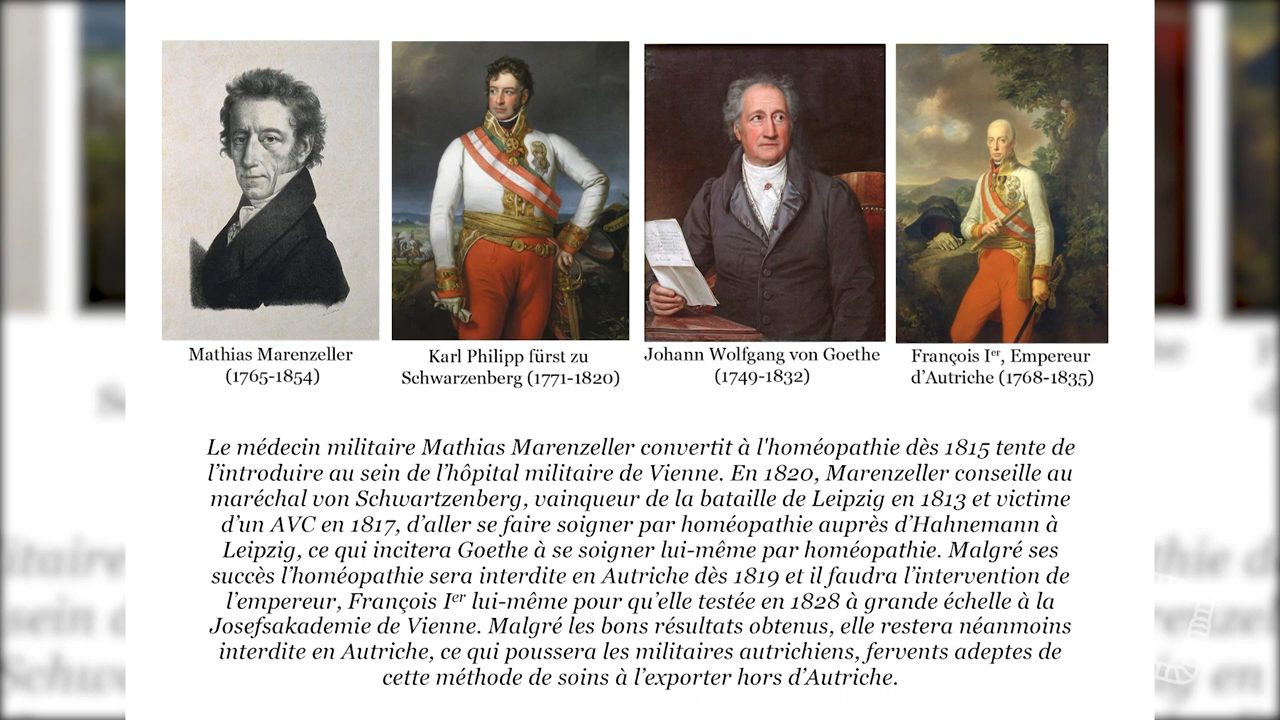 Mathias Marenzeller
(1765-1854)
Karl Philipp fürst zu
Schwarzenberg (1771-1820)
Johann Wolfgang von Goethe
(1749-1832)
François Ier, Empereur
d'Autriche (1768-1835)
Le médecin militaire Mathias Marenzeller convertit à l'homéopathie dès 1815 tente de
l'introduire au sein de l'hôpital militaire de Vienne. En 1820, Marenzeller conseille au
maréchal von Schwartzenberg, vainqueur de la bataille de Leipzig en 1813 et victime
d'un AVC en 1817, d'aller se faire soigner par homéopathie auprès d'Hahnemann à
Leipzig, ce qui incitera Goethe à se soigner lui-même par homéopathie. Malgré ses
succès l'homéopathie sera interdite en Autriche dès 1819 et il faudra l'intervention de
l'empereur, François Ier lui-même pour qu'elle testée en 1828 à grande échelle à la
Josefsakademie de Vienne. Malgré les bons résultats obtenus, elle restera néanmoins
interdite en Autriche, ce qui poussera les militaires autrichiens, fervents adeptes de
cette méthode de soins à l'exporter hors d'Autriche.